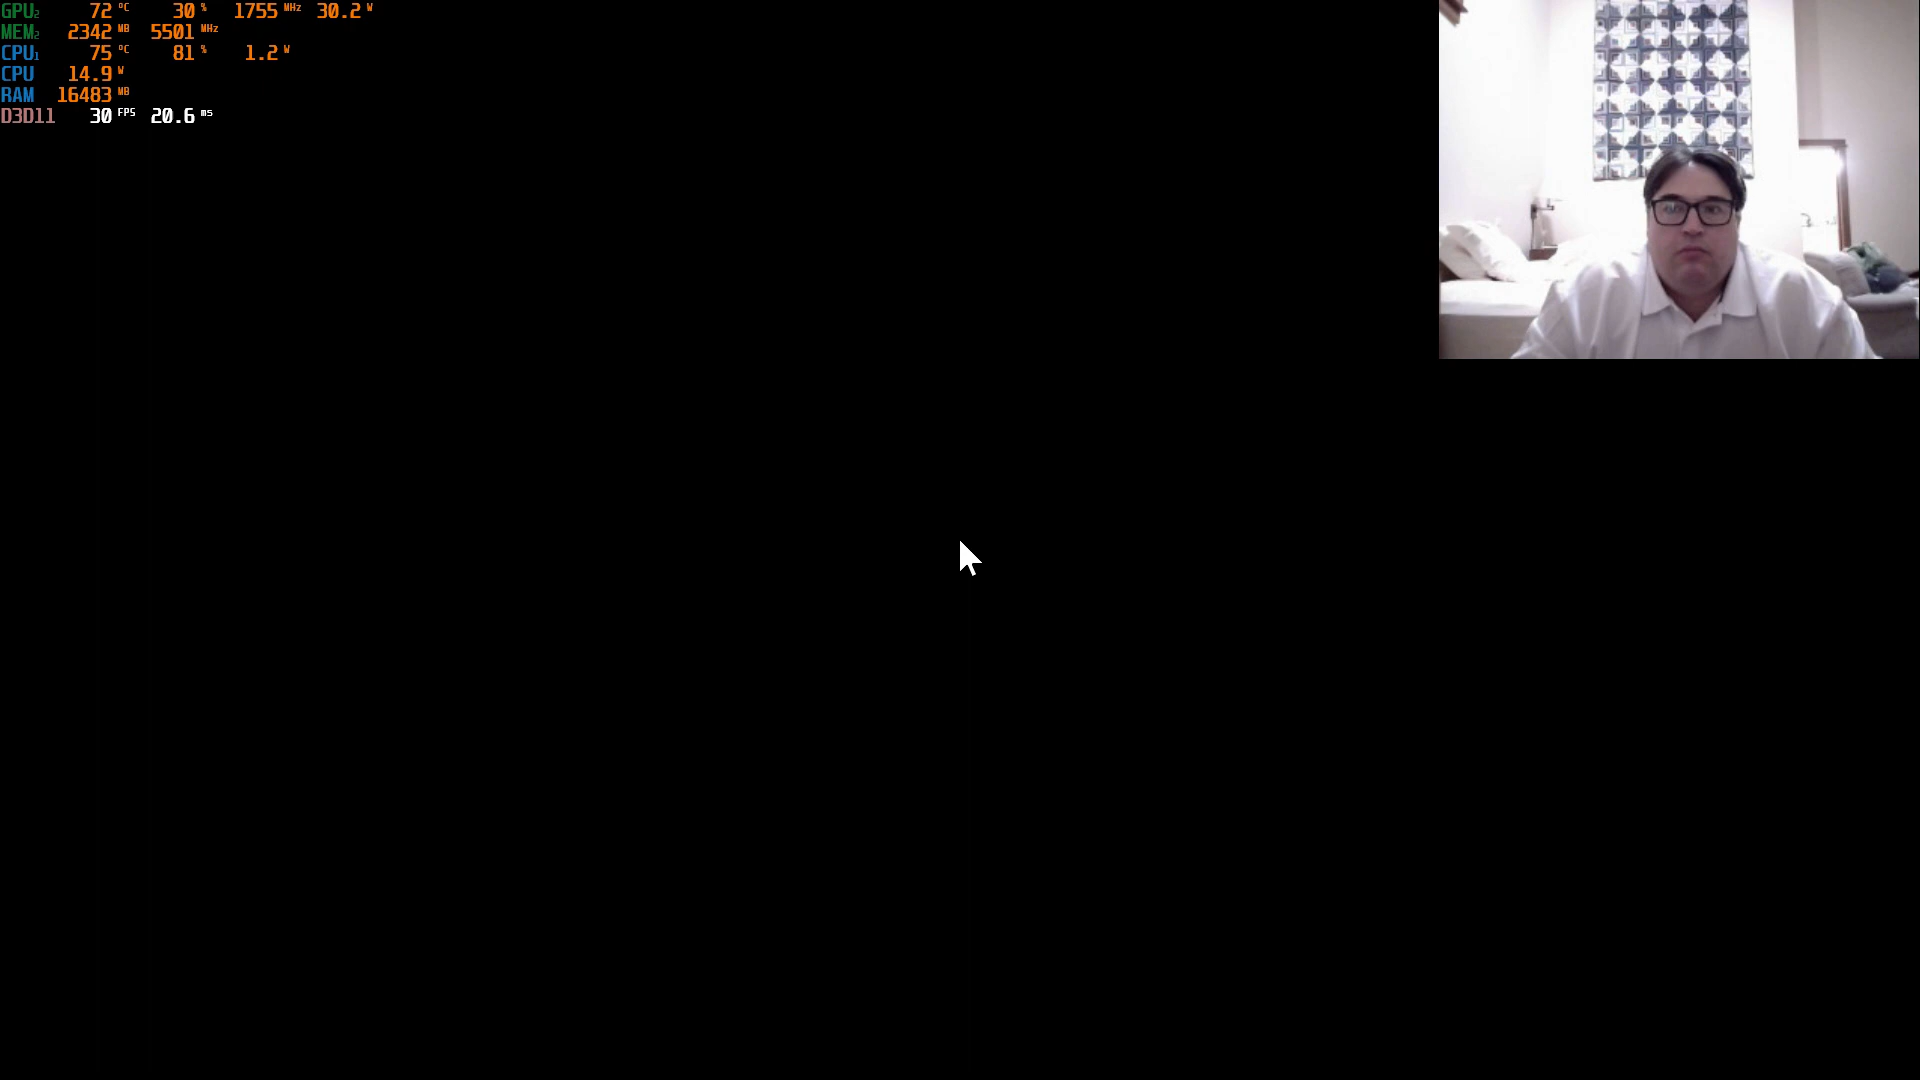 GPU2 72 °C 30 % 1755 MHz 30.2 W
MEM2 2342 MB 5501 MHz
CPU1 75 °C 81 % 1.2 W
CPU 14.9 W
RAM 16483 MB
D3D11 30 FPS 20.6 ms